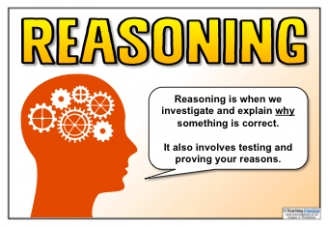 REASONING
Reasoning is when we
investigate and explain why
something is correct.
It also involves testing and
proving your reasons.